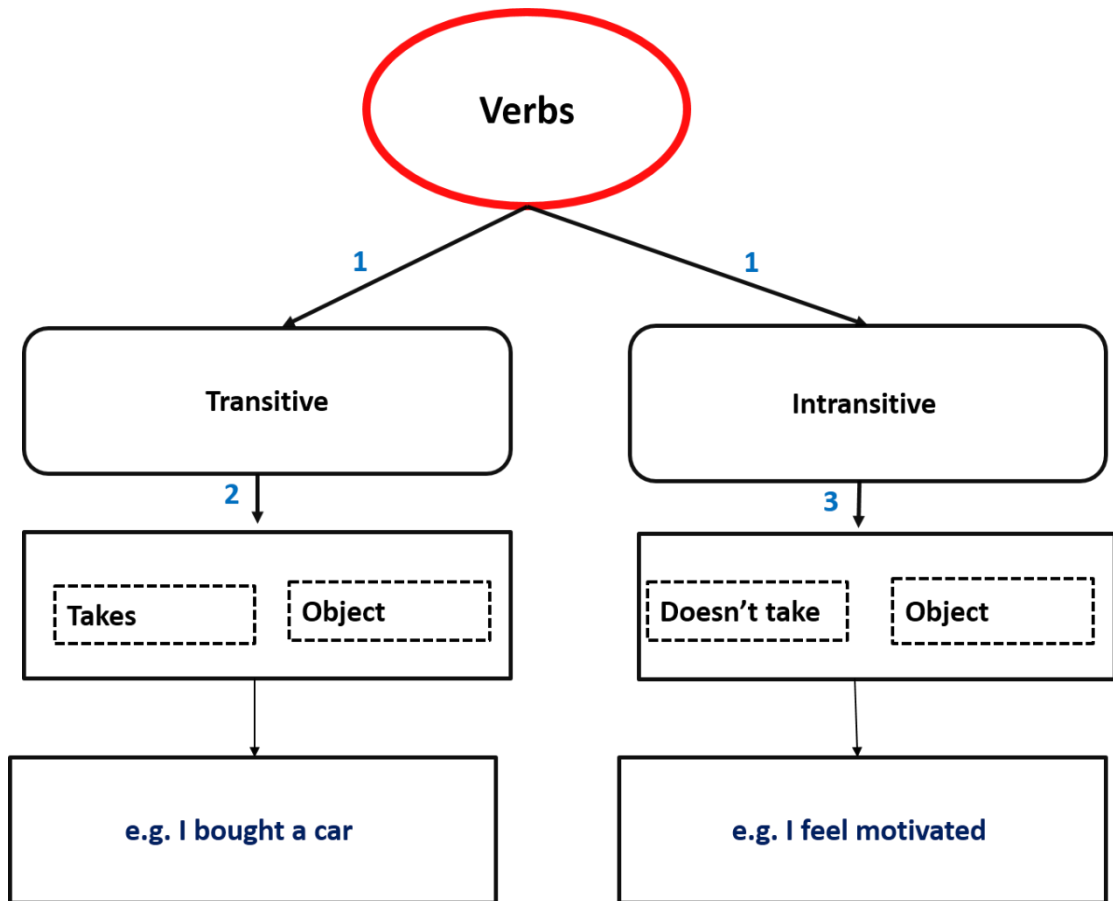 Verbs
1
1
Transitive
Intransitive
2
3
Takes
Object
Doesn’t take
Object
e.g. I bought a car
e.g. I feel motivated